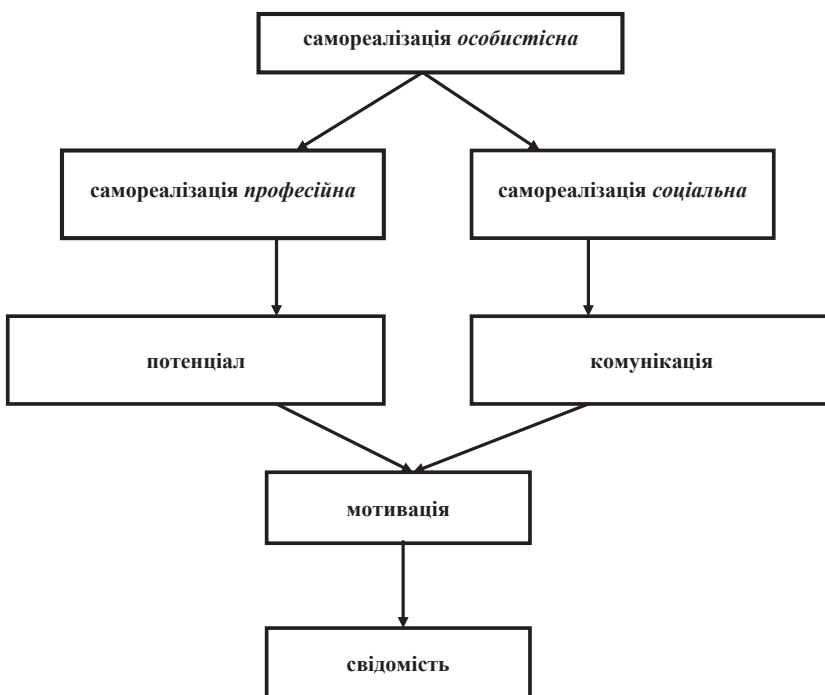 самореалізація особистісна
самореалізація професійна
самореалізація соціальна
потенціал
комунікація
мотивація
свідомість